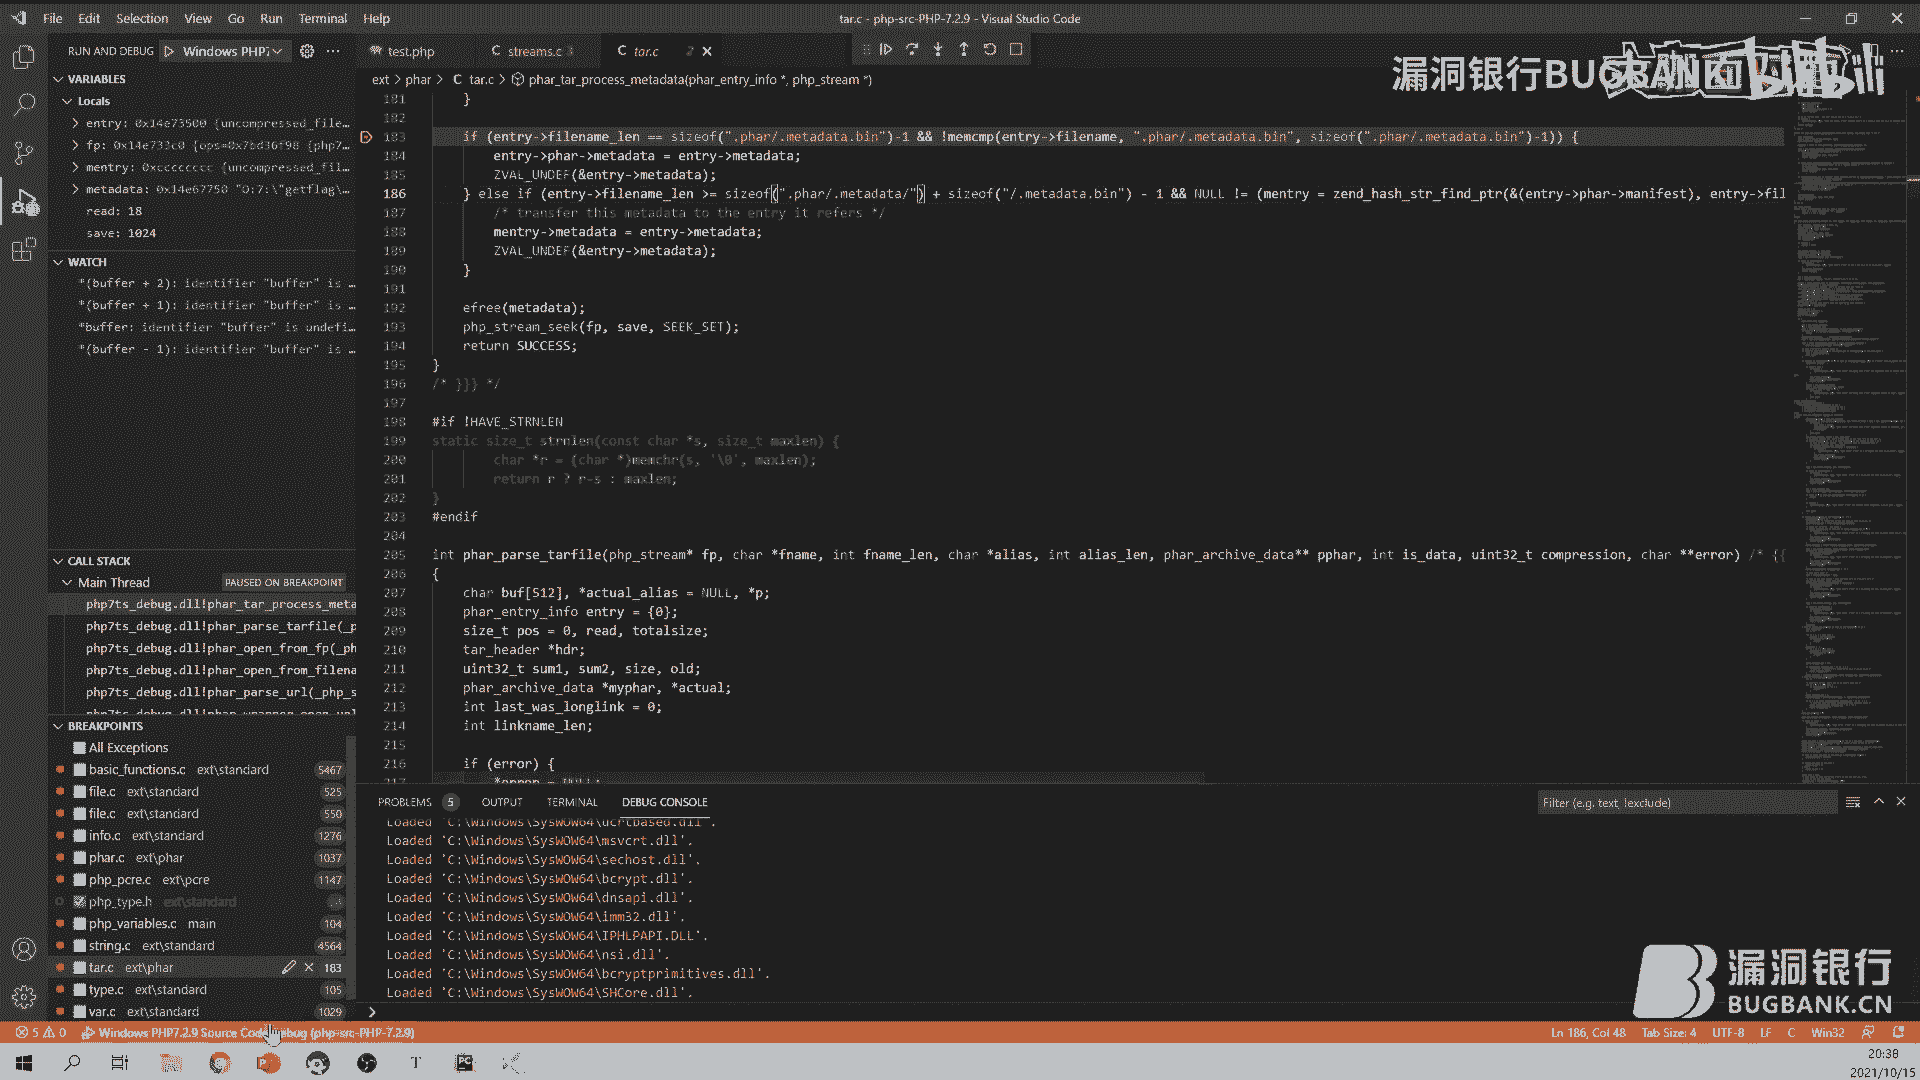 File Edit Selection View Go Run Terminal Help
tar.c - php-src-PHP-7.2.9 - Visual Studio Code
RUN AND DEBUG Windows PHP7
test.php
streams.c 3
tar.c 2
漏洞银行BUGBANK
bilibili
VARIABLES
Locals
entry: 0x14e73500 {uncompressed_file…
fp: 0x14e733c0 {ops=0x7bd36f98 {php7…
mentry: 0xcccccccc {uncompressed_fil…
metadata: 0x14e67750 "O:7:\"getflag\…
read: 18
save: 1024
WATCH
*(buffer + 2): identifier "buffer" is …
*(buffer + 1): identifier "buffer" is …
*buffer: identifier "buffer" is undefi…
*(buffer - 1): identifier "buffer" is …
CALL STACK
Main Thread PAUSED ON BREAKPOINT
php7ts_debug.dll!phar_tar_process_meta
php7ts_debug.dll!phar_parse_tarfile(_p
php7ts_debug.dll!phar_open_from_fp(_ph
php7ts_debug.dll!phar_open_from_filena
php7ts_debug.dll!phar_parse_url(_php_s
BREAKPOINTS
All Exceptions
basic_functions.c ext\standard 5467
file.c ext\standard 525
file.c ext\standard 550
info.c ext\standard 1276
phar.c ext\phar 1037
php_pcre.c ext\pcre 1147
php_type.h ext\standard
php_variables.c main 104
string.c ext\standard 4564
tar.c ext\phar 183
type.c ext\standard 105
var.c ext\standard 1029
ext > phar > C tar.c > phar_tar_process_metadata(phar_entry_info *, php_stream *)
181 }
182
183 if (entry->filename_len == sizeof(".phar/.metadata.bin")-1 && !memcmp(entry->filename, ".phar/.metadata.bin", sizeof(".phar/.metadata.bin")-1)) {
184 entry->phar->metadata = entry->metadata;
185 ZVAL_UNDEF(&entry->metadata);
186 } else if (entry->filename_len >= sizeof(".phar/.metadata/") + sizeof("/.metadata.bin") - 1 && NULL != (mentry = zend_hash_str_find_ptr(&(entry->phar->manifest), entry->fil
187 /* transfer this metadata to the entry it refers */
188 mentry->metadata = entry->metadata;
189 ZVAL_UNDEF(&entry->metadata);
190 }
191
192 efree(metadata);
193 php_stream_seek(fp, save, SEEK_SET);
194 return SUCCESS;
195 }
196 /* }}} */
197
198 #if !HAVE_STRNLEN
199 static size_t strnlen(const char *s, size_t maxlen) {
200 char *r = (char *)memchr(s, '\0', maxlen);
201 return r ? r-s : maxlen;
202 }
203 #endif
204
205 int phar_parse_tarfile(php_stream* fp, char *fname, int fname_len, char *alias, int alias_len, phar_archive_data** pphar, int is_data, uint32_t compression, char **error) /* {{
206 {
207 char buf[512], *actual_alias = NULL, *p;
208 phar_entry_info entry = {0};
209 size_t pos = 0, read, totalsize;
210 tar_header *hdr;
211 uint32_t sum1, sum2, size, old;
212 phar_archive_data *myphar, *actual;
213 int last_was_longlink = 0;
214 int linkname_len;
215
216 if (error) {
217 *error = NULL;
PROBLEMS 5 OUTPUT TERMINAL DEBUG CONSOLE
Filter (e.g. text, !exclude)
Loaded 'C:\Windows\SysWOW64\ucrtbased.dll'.
Loaded 'C:\Windows\SysWOW64\msvcrt.dll'.
Loaded 'C:\Windows\SysWOW64\sechost.dll'.
Loaded 'C:\Windows\SysWOW64\bcrypt.dll'.
Loaded 'C:\Windows\SysWOW64\dnsapi.dll'.
Loaded 'C:\Windows\SysWOW64\imm32.dll'.
Loaded 'C:\Windows\SysWOW64\IPHLPAPI.DLL'.
Loaded 'C:\Windows\SysWOW64\nsi.dll'.
Loaded 'C:\Windows\SysWOW64\bcryptprimitives.dll'.
Loaded 'C:\Windows\SysWOW64\SHCore.dll'.
漏洞银行
BUGBANK.CN
5 0 Windows PHP7.2.9 Source Code Debug (php-src-PHP-7.2.9)
Ln 186, Col 48 Tab Size: 4 UTF-8 LF C Win32
20:38
2021/10/15